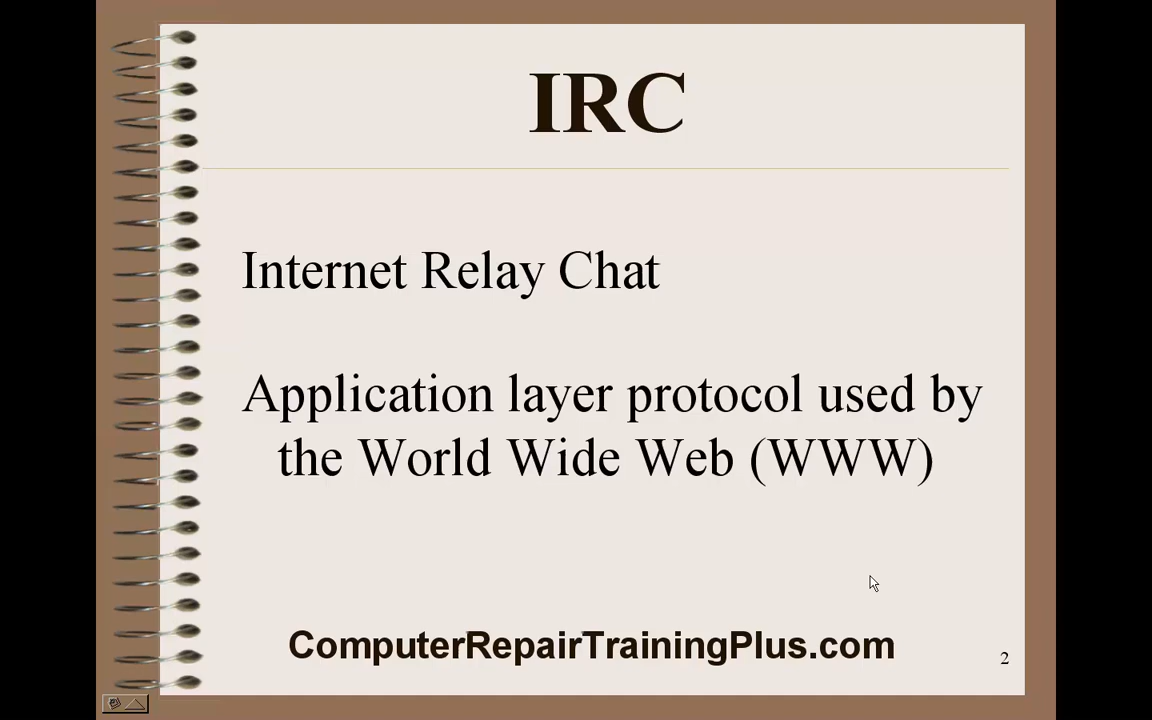 IRC
Internet Relay Chat
Application layer protocol used by
the World Wide Web (WWW)
ComputerRepairTrainingPlus.com
2